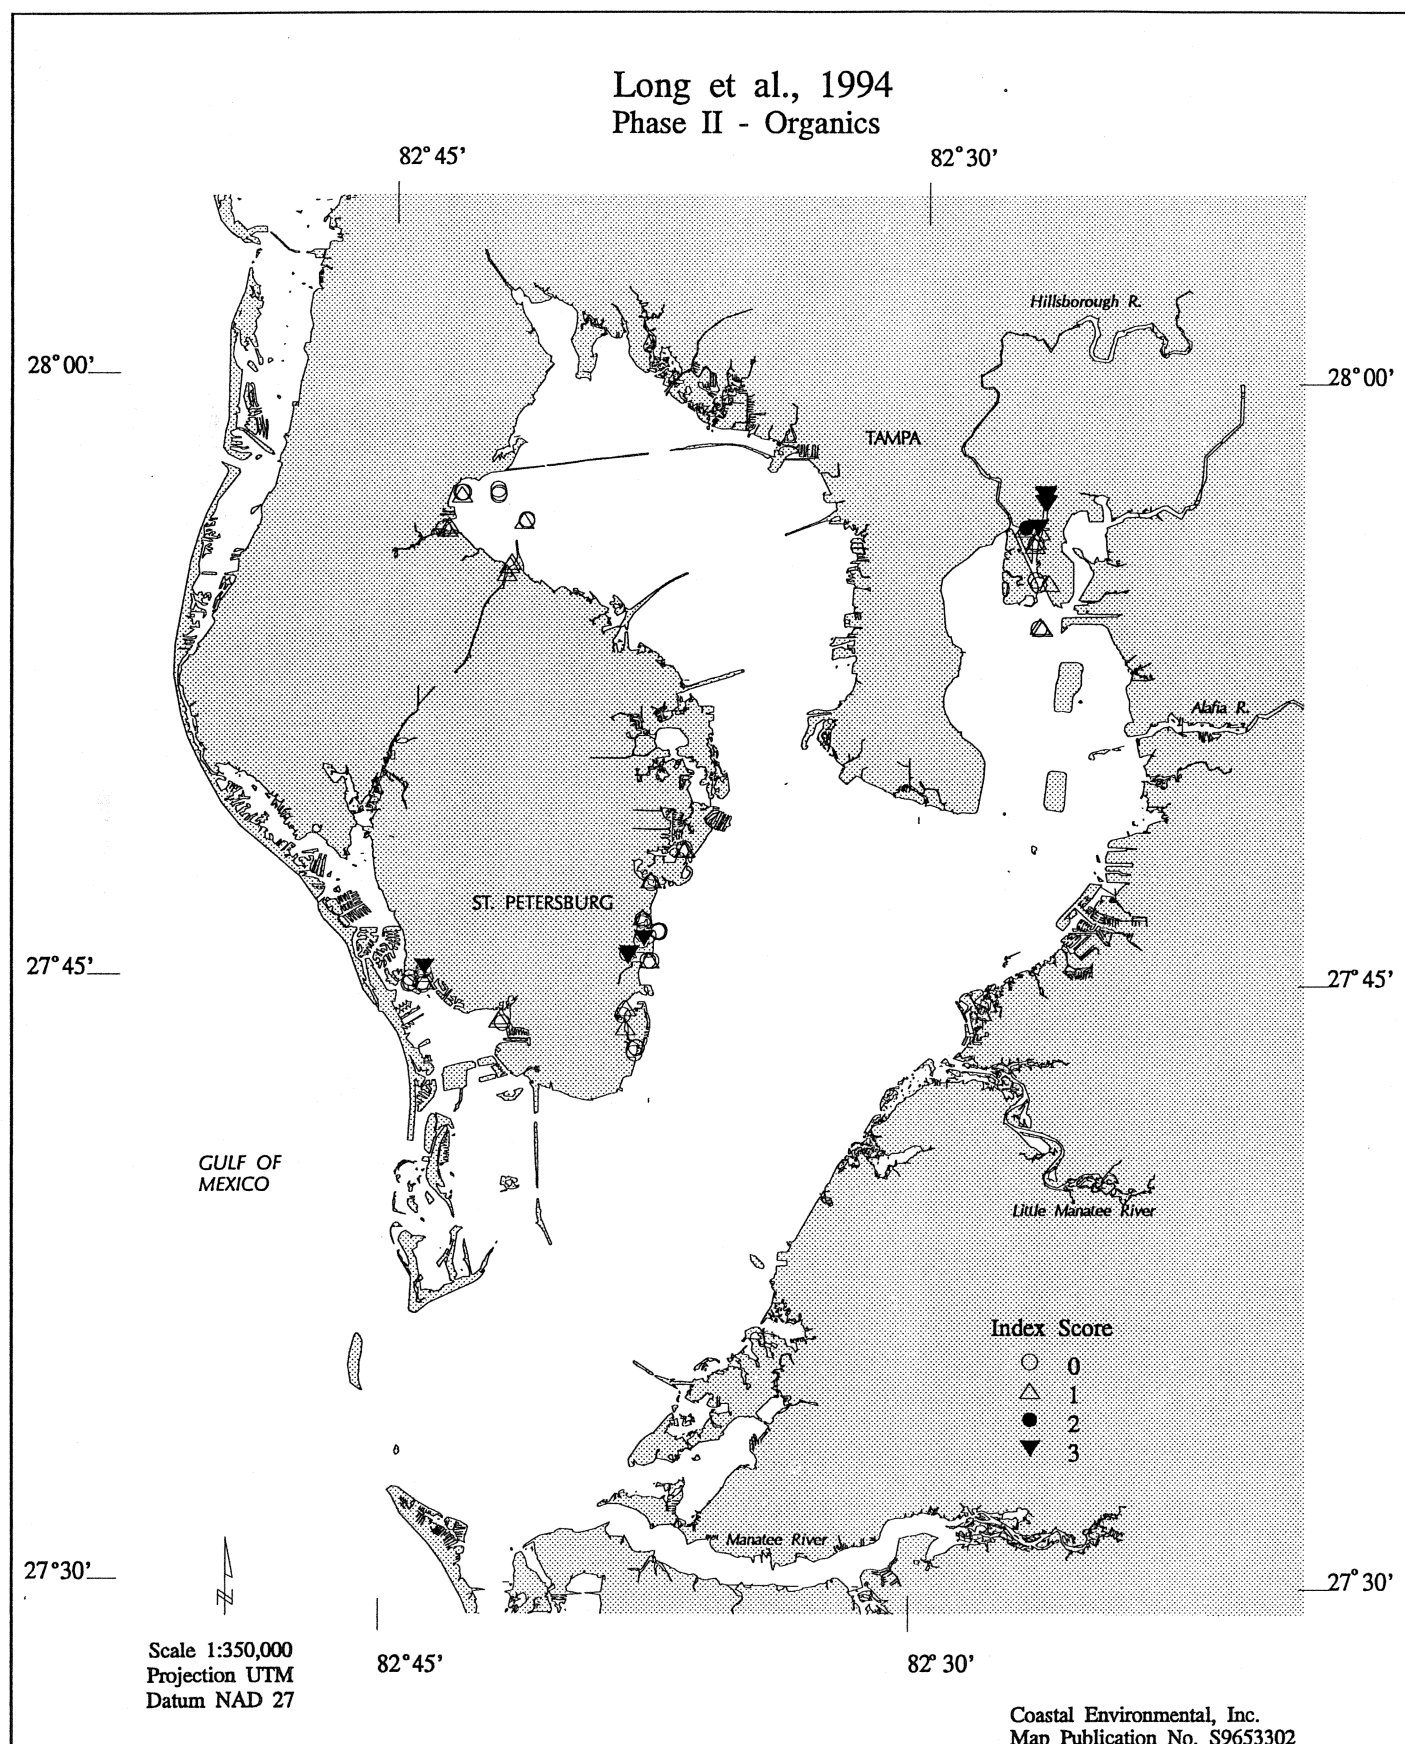 Long et al., 1994
Phase II - Organics
82°45'
82°30'
Hillsborough R.
28°00'
28°00'
TAMPA
Alafia R.
ST. PETERSBURG
27°45'
27°45'
GULF OF
MEXICO
Little Manatee River
Index Score
0
1
2
3
Manatee River
27°30'
27°30'
N
Scale 1:350,000
Projection UTM
Datum NAD 27
82°45'
82°30'
Coastal Environmental, Inc.
Map Publication No. S9653302